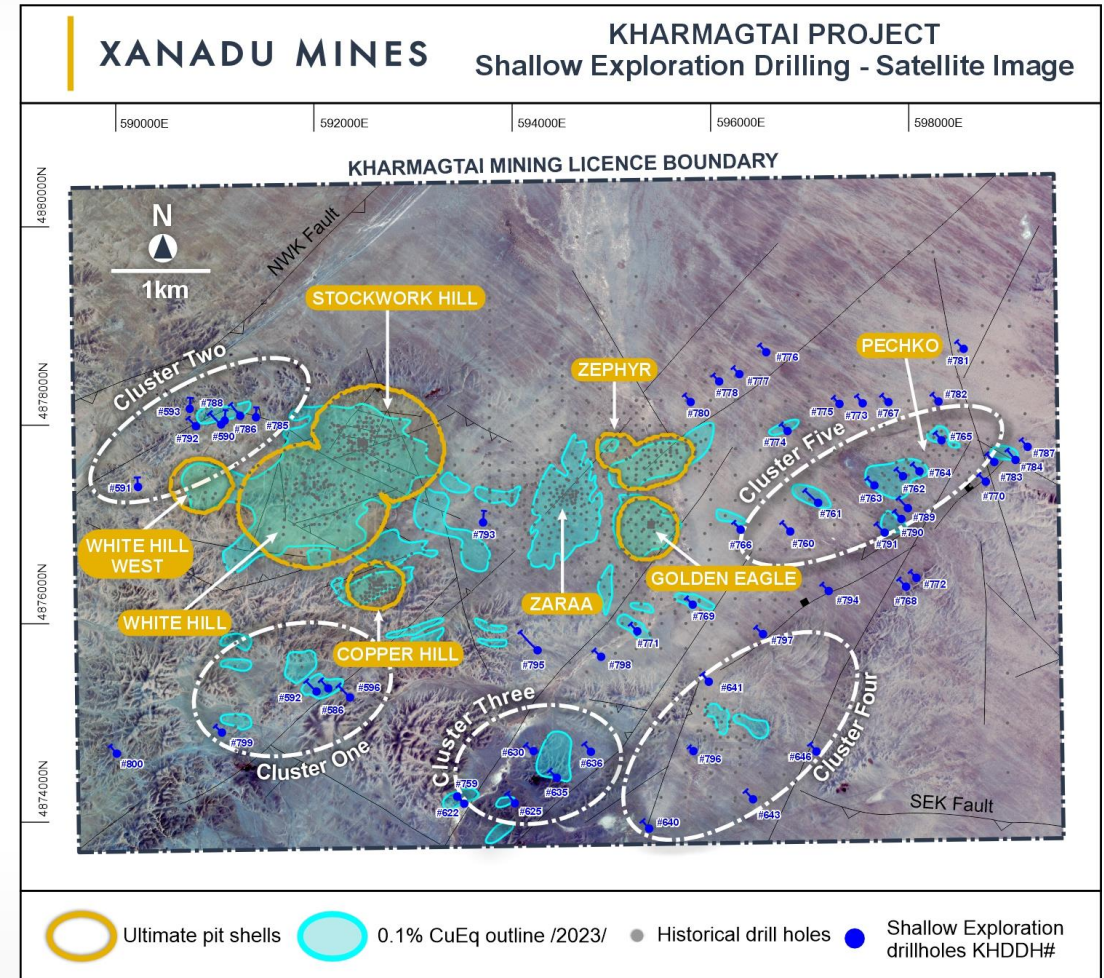 XANADU MINES
KHARMAGTAI PROJECT
Shallow Exploration Drilling - Satellite Image
590000E
592000E
594000E
596000E
598000E
KHARMAGTAI MINING LICENCE BOUNDARY
4880000N
4878000N
4876000N
4874000N
N
1km
NWK Fault
STOCKWORK HILL
ZEPHYR
PECHKO
Cluster Two
#593
#788
#792
#590
#786
#785
#591
#776
#777
#778
#780
#781
#775
#773
#767
#782
#774
Cluster Five
#765
#787
#784
#783
#764
#762
#770
#763
#761
#789
#790
#791
#766
#760
#793
WHITE HILL
WEST
WHITE HILL
COPPER HILL
ZARAA
GOLDEN EAGLE
#772
#768
#794
#769
#771
#797
#795
#798
#592
#596
#586
#799
#800
Cluster One
Cluster Three
#630
#636
#635
#759
#622
#625
#641
#796
#646
#643
#640
Cluster Four
SEK Fault
Ultimate pit shells
0.1% CuEq outline /2023/
Historical drill holes
Shallow Exploration
drillholes KHDDH#